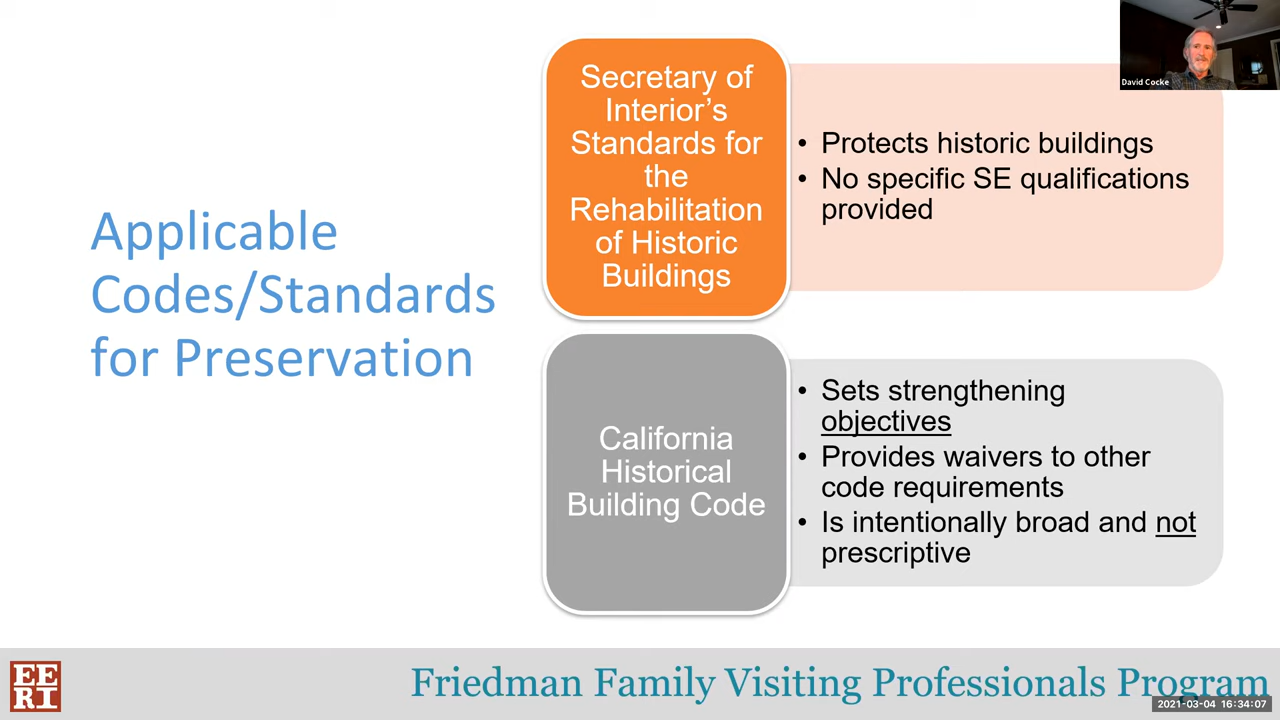 David Cocke
Applicable
Codes/Standards
for Preservation
Secretary of
Interior’s
Standards for
the
Rehabilitation
of Historic
Buildings
• Protects historic buildings
• No specific SE qualifications
provided
California
Historical
Building Code
• Sets strengthening
objectives
• Provides waivers to other
code requirements
• Is intentionally broad and not
prescriptive
EE
RI
Friedman Family Visiting Professionals Program
2021-03-04 16:34:07